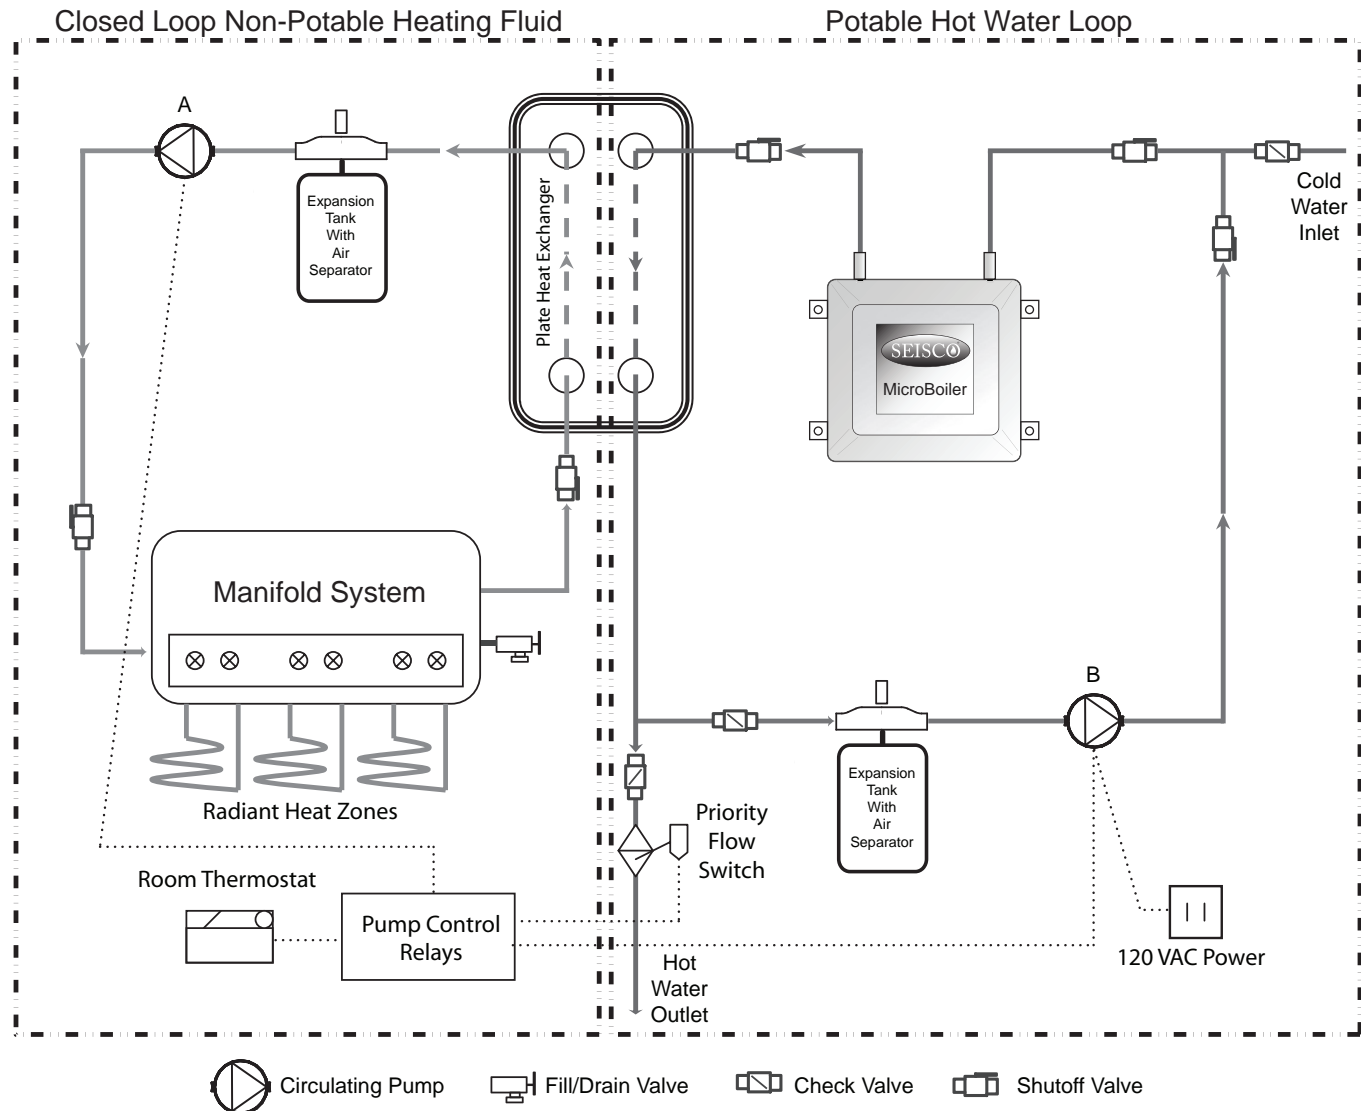 Closed Loop Non-Potable Heating Fluid
Potable Hot Water Loop
A
Expansion
Tank
With
Air
Separator
Plate Heat Exchanger
Cold
Water
Inlet
SEISCO
MicroBoiler
Manifold System
Radiant Heat Zones
B
Expansion
Tank
With
Air
Separator
Priority
Flow
Switch
Room Thermostat
Pump Control
Relays
120 VAC Power
Hot
Water
Outlet
Circulating Pump
Fill/Drain Valve
Check Valve
Shutoff Valve